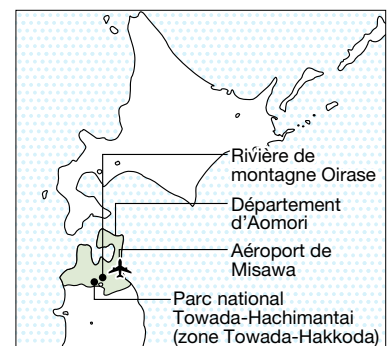 Rivière de
montagne Oirase
Département
d'Aomori
Aéroport de
Misawa
Parc national
Towada-Hachimantai
(zone Towada-Hakkoda)